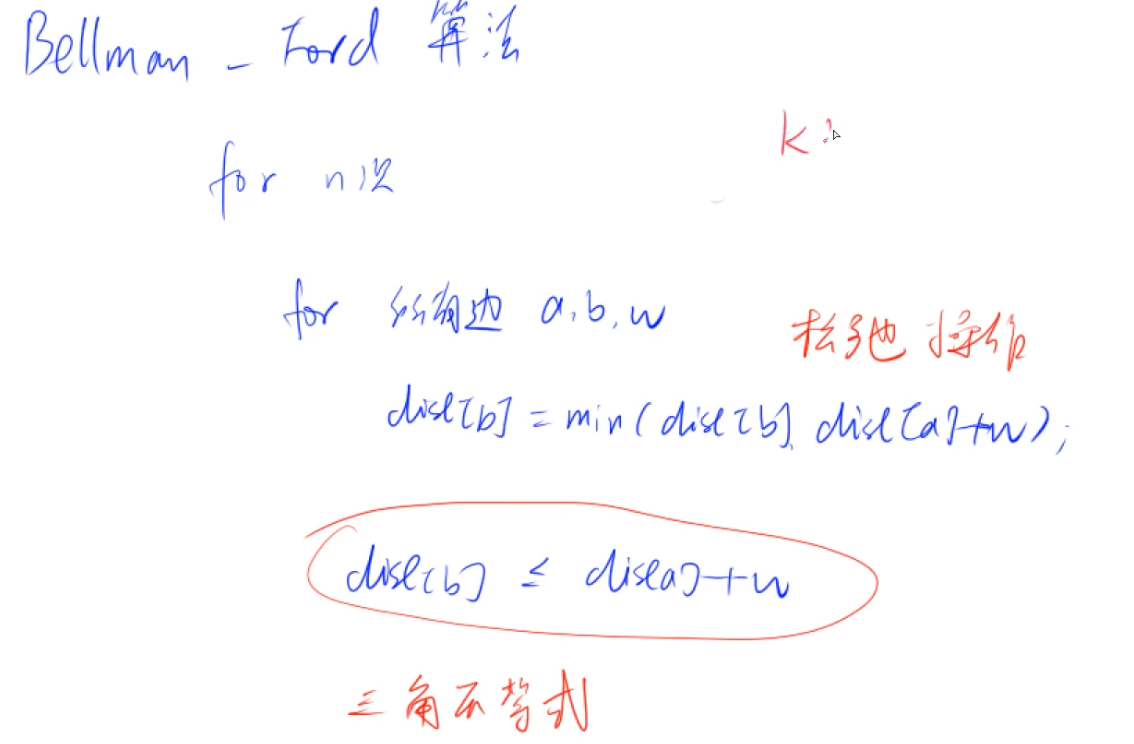 Bellman - Ford 算法
k
for n次
for 所有边 a,b,w
松弛操作
dist[b] = min(dist[b], dist[a]+w);
dist[b] ≤ dist[a]+w
三角不等式